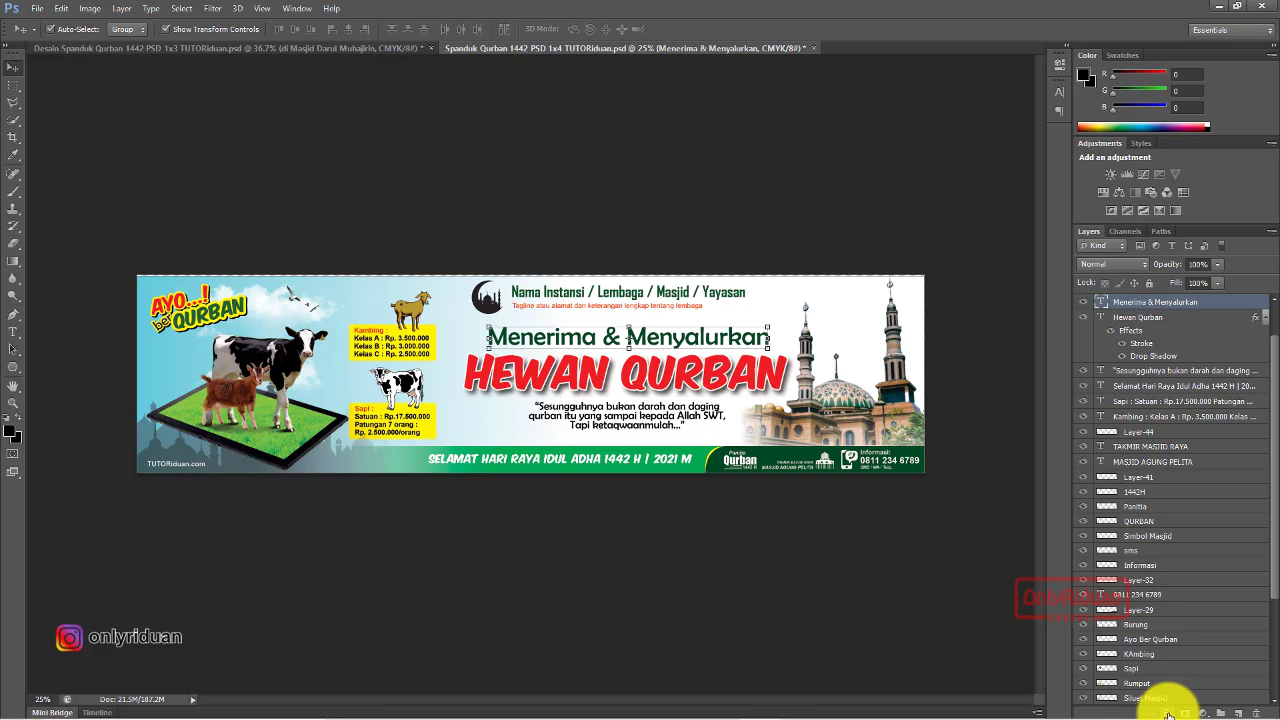 Ps File Edit Image Layer Type Select Filter 3D View Window Help
Auto-Select: Group Show Transform Controls 3D Mode: Essentials
Desain Spanduk Qurban 1442 PSD 1x3 TUTORiduan.psd @ 36.7% (di Masjid Darul Muhajirin, CMYK/8#) *
Spanduk Qurban 1442 PSD 1x4 TUTORiduan.psd @ 25% (Menerima & Menyalurkan, CMYK/8#) *
AYO...!
ber QURBAN
Kambing :
Kelas A : Rp. 3.500.000
Kelas B : Rp. 3.000.000
Kelas C : Rp. 2.500.000
Sapi :
Satuan : Rp.17.500.000
Patungan 7 orang :
Rp. 2.500.000/orang
TUTORiduan.com
Nama Instansi / Lembaga / Masjid / Yayasan
Tagline atau alamat dan keterangan lengkap tentang lembaga
Menerima & Menyalurkan
HEWAN QURBAN
"Sesungguhnya bukan darah dan daging
qurban itu yang sampai kepada Allah SWT,
Tapi ketaqwaanmulah..."
SELAMAT HARI RAYA IDUL ADHA 1442 H | 2021 M
Panitia
Qurban
1442 H
TAKMIR MASJID RAYA
MASJID AGUNG PELITA
Informasi:
0811 234 6789
SMS / WA / Telp.
onlyriduan
25% Doc: 21.5M/187.2M
Mini Bridge Timeline
Color Swatches
R 0
G 0
B 0
Adjustments Styles
Add an adjustment
Layers Channels Paths
Kind
Normal Opacity: 100%
Lock: Fill: 100%
T Menerima & Menyalurkan
T Hewan Qurban fx
Effects
Stroke
Drop Shadow
T "Sesungguhnya bukan darah dan daging ...
T Selamat Hari Raya Idul Adha 1442 H | 20...
T Sapi : Satuan : Rp.17.500.000 Patungan ...
T Kambing : Kelas A : Rp. 3.500.000 Kelas ...
Layer-44
T TAKMIR MASJID RAYA
T MASJID AGUNG PELITA
Layer-41
1442H
Panitia
QURBAN
Simbol Masjid
sms
Informasi
Layer-32
T 0811 234 6789
Layer-29
Burung
Ayo Ber Qurban
KAmbing
Sapi
Rumput
Siluet Masjid
OnlyRiduan